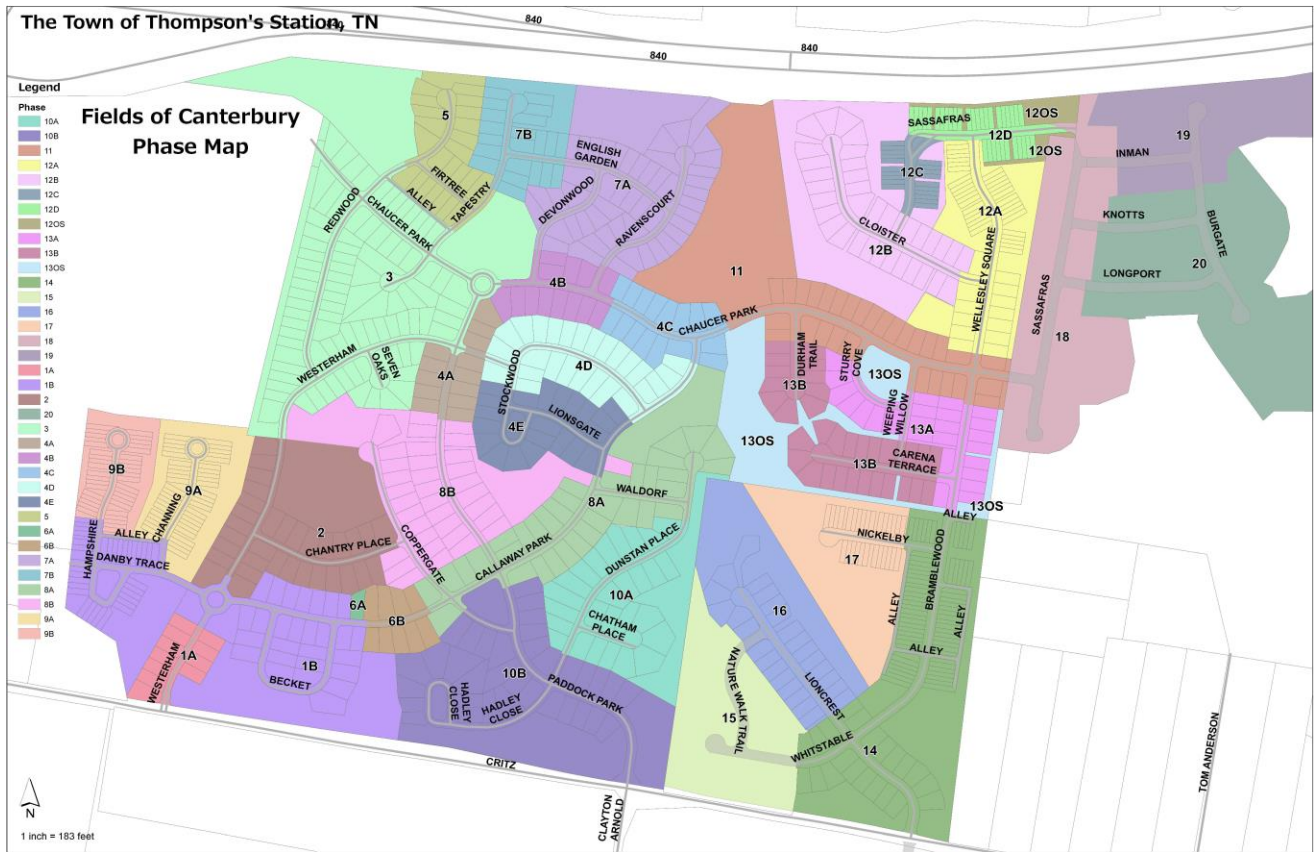 The Town of Thompson's Station, TN
840
840
840
840
Legend
Phase
10A
10B
11
12A
12B
12C
12D
12OS
13A
13B
13OS
14
15
16
17
18
19
1A
1B
2
20
3
4A
4B
4C
4D
4E
5
6A
6B
7A
7B
8A
8B
9A
9B
Fields of Canterbury
Phase Map
5
7B
ENGLISH
GARDEN
7A
FIRTREE
ALLEY
TAPESTRY
DEVONWOOD
RAVENSCOURT
REDWOOD
CHAUCER PARK
3
4B
11
SASSAFRAS
12OS
12D
12OS
12C
12A
CLOISTER
12B
WELLESLEY SQUARE
19
INMAN
KNOTTS
BURGATE
LONGPORT
20
SASSAFRAS
18
4C
CHAUCER PARK
WESTERHAM
SEVEN
OAKS
4A
STOCKWOOD
4D
LIONSGATE
4E
DURHAM
TRAIL
13B
STURRY
COVE
13OS
WEEPING
WILLOW
13A
13OS
CARENA
TERRACE
13B
13OS
ALLEY
9B
9A
ALLEY
CHANNING
HAMPSHIRE
DANBY TRACE
2
CHANTRY PLACE
COPPERGATE
8B
8A
WALDORF
CALLAWAY PARK
DUNSTAN PLACE
10A
CHATHAM
PLACE
6A
6B
1A
WESTERHAM
1B
BECKET
10B
HADLEY
CLOSE
HADLEY
CLOSE
PADDOCK PARK
NICKELBY
17
BRAMBLEWOOD
ALLEY
ALLEY
ALLEY
16
LIONCREST
NATURE WALK TRAIL
15
WHITSTABLE
14
CRITZ
CLAYTON
ARNOLD
TOM ANDERSON
N
1 inch = 183 feet